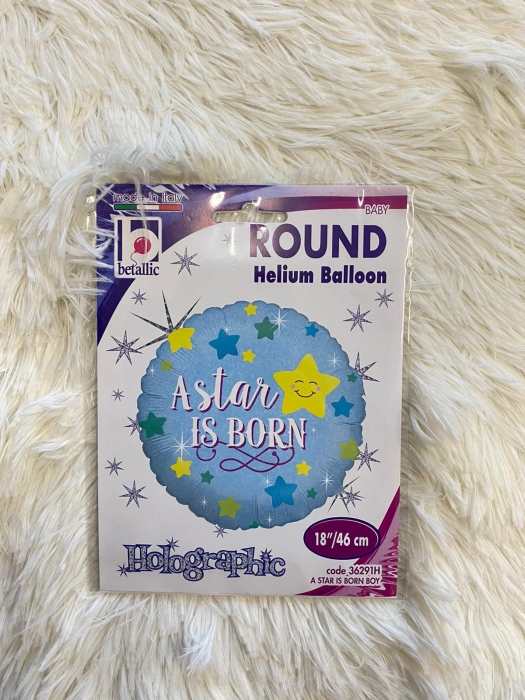 made in Italy
BABY
b
betallic
ROUND
Helium Balloon
A star
IS BORN
18"/46 cm
Holographic
code 36291H
A STAR IS BORN BOY